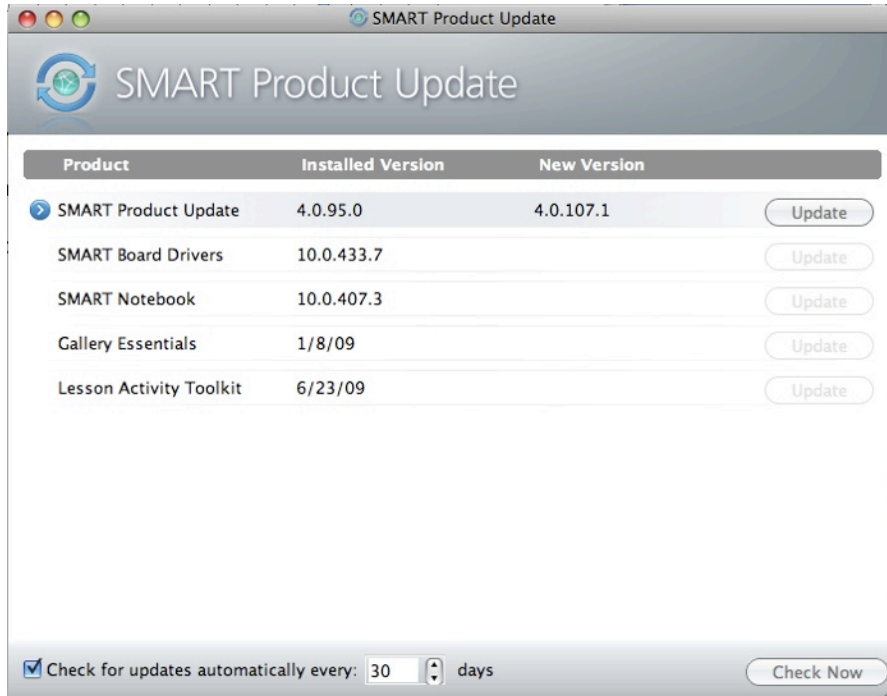 SMART Product Update
SMART Product Update
Product Installed Version New Version
SMART Product Update 4.0.95.0 4.0.107.1 Update
SMART Board Drivers 10.0.433.7 Update
SMART Notebook 10.0.407.3 Update
Gallery Essentials 1/8/09 Update
Lesson Activity Toolkit 6/23/09 Update
Check for updates automatically every: 30 days Check Now